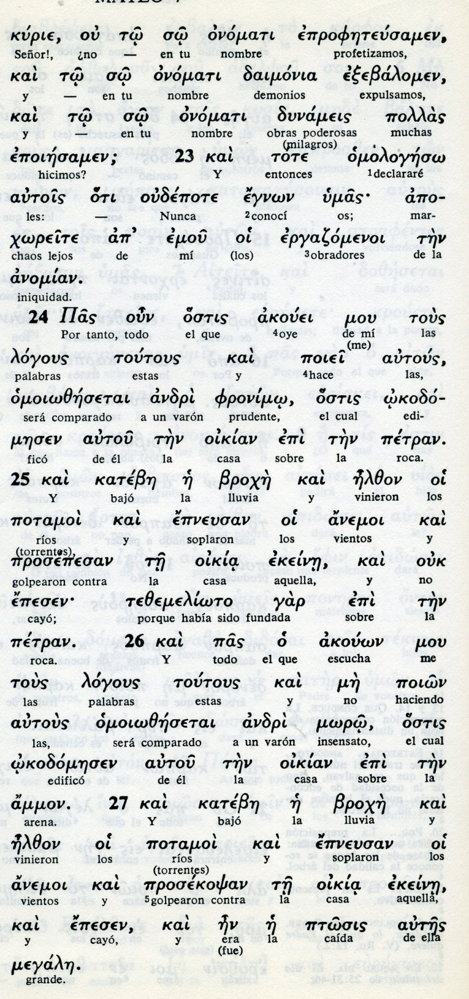 MATEO 7
κύριε, οὐ τῷ σῷ ὀνόματι ἐπροφητεύσαμεν,
Señor!, ¿no — en tu nombre profetizamos,
καὶ τῷ σῷ ὀνόματι δαιμόνια ἐξεβάλομεν,
y — en tu nombre demonios expulsamos,
καὶ τῷ σῷ ὀνόματι δυνάμεις πολλὰς
y — en tu nombre obras poderosas muchas
(milagros)
ἐποιήσαμεν; 23 καὶ τότε ὁμολογήσω
hicimos? Y entonces 1declararé
αὐτοῖς ὅτι οὐδέποτε ἔγνων ὑμᾶς· ἀπο-
les: — Nunca 2conocí os; mar-
χωρεῖτε ἀπ’ ἐμοῦ οἱ ἐργαζόμενοι τὴν
chaos lejos de mí (los) 3obradores de la
ἀνομίαν.
iniquidad.
24 Πᾶς οὖν ὅστις ἀκούει μου τοὺς
Por tanto, todo el que 4oye de mí las
(me)
λόγους τούτους καὶ ποιεῖ αὐτούς,
palabras estas y 4hace las,
ὁμοιωθήσεται ἀνδρὶ φρονίμῳ, ὅστις ᾠκοδό-
será comparado a un varón prudente, el cual edi-
μησεν αὐτοῦ τὴν οἰκίαν ἐπὶ τὴν πέτραν.
ficó de él la casa sobre la roca.
25 καὶ κατέβη ἡ βροχὴ καὶ ἦλθον οἱ
Y bajó la lluvia y vinieron los
ποταμοὶ καὶ ἔπνευσαν οἱ ἄνεμοι καὶ
ríos y soplaron los vientos y
(torrentes)
προσέπεσαν τῇ οἰκίᾳ ἐκείνῃ, καὶ οὐκ
golpearon contra la casa aquella, y no
ἔπεσεν· τεθεμελίωτο γὰρ ἐπὶ τὴν
cayó; porque había sido fundada sobre la
πέτραν. 26 καὶ πᾶς ὁ ἀκούων μου
roca. Y todo el que escucha me
τοὺς λόγους τούτους καὶ μὴ ποιῶν
las palabras estas y no haciendo
αὐτοὺς ὁμοιωθήσεται ἀνδρὶ μωρῷ, ὅστις
las, será comparado a un varón insensato, el cual
ᾠκοδόμησεν αὐτοῦ τὴν οἰκίαν ἐπὶ τὴν
edificó de él la casa sobre la
ἄμμον. 27 καὶ κατέβη ἡ βροχὴ καὶ
arena. Y bajó la lluvia y
ἦλθον οἱ ποταμοὶ καὶ ἔπνευσαν οἱ
vinieron los ríos y soplaron los
(torrentes)
ἄνεμοι καὶ προσέκοψαν τῇ οἰκίᾳ ἐκείνῃ,
vientos y 5golpearon contra la casa aquella,
καὶ ἔπεσεν, καὶ ἦν ἡ πτῶσις αὐτῆς
y cayó, y era la caída de ella
(fue)
μεγάλη.
grande.